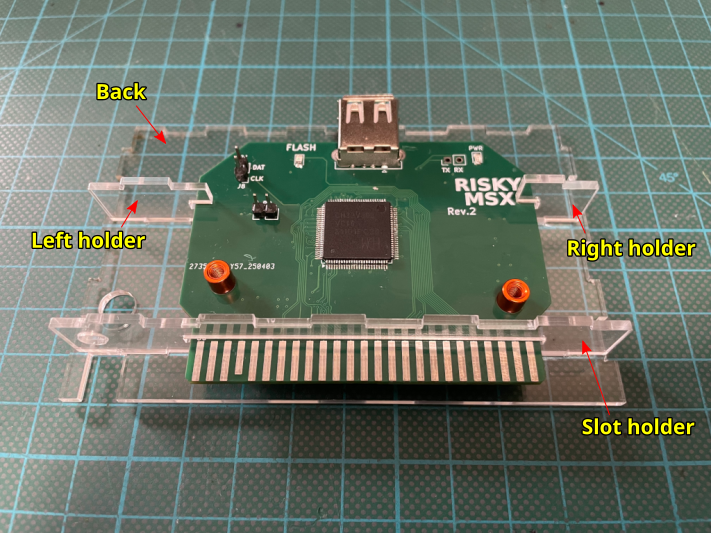 Back
FLASH
PWR
DAT
CLK
J8
TX RX
45°
RISKY
MSX
Rev.2
Left holder
Right holder
Y57_250403
Slot holder